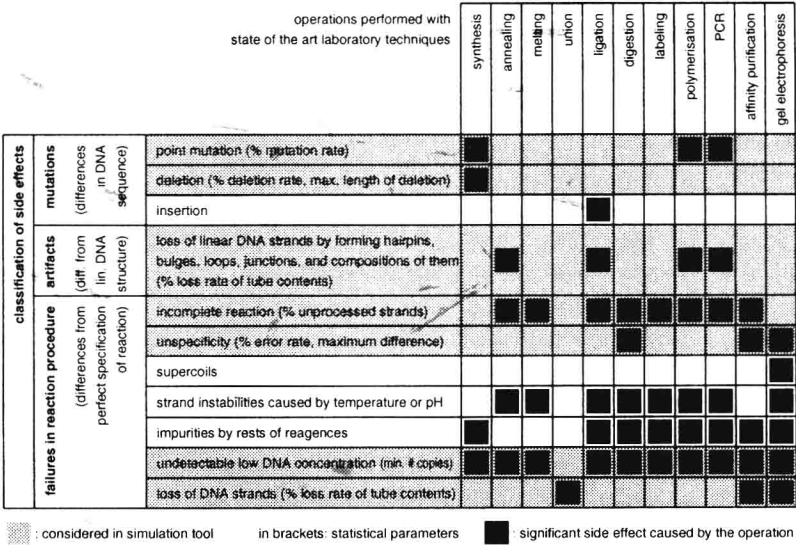 operations performed with
state of the art laboratory techniques
synthesis
annealing
melting
union
ligation
digestion
labeling
polymerisation
PCR
affinity purification
gel electrophoresis
classification of side effects
mutations
(differences
in DNA
sequence)
point mutation (% mutation rate)
deletion (% deletion rate, max. length of deletion)
insertion
artifacts
(diff. from
lin. DNA
structure)
loss of linear DNA strands by forming hairpins,
bulges, loops, junctions, and compositions of them
(% loss rate of tube contents)
failures in reaction procedure
(differences from
perfect specification
of reaction)
incomplete reaction (% unprocessed strands)
unspecificity (% error rate, maximum difference)
supercoils
strand instabilities caused by temperature or pH
impurities by rests of reagences
undetectable low DNA concentration (min. # copies)
loss of DNA strands (% loss rate of tube contents)
: considered in simulation tool in brackets: statistical parameters : significant side effect caused by the operation